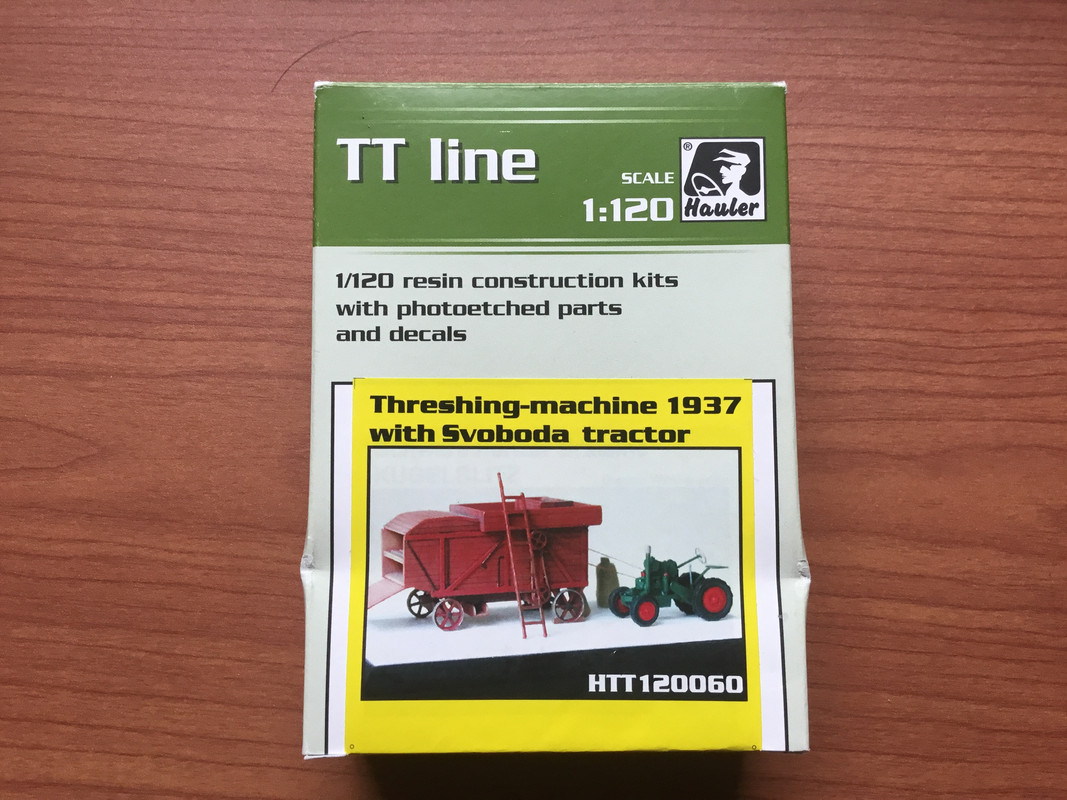 TT line
SCALE
1:120
®
Hauler
1/120 resin construction kits
with photoetched parts
and decals
Threshing-machine 1937
with Svoboda tractor
HTT120060